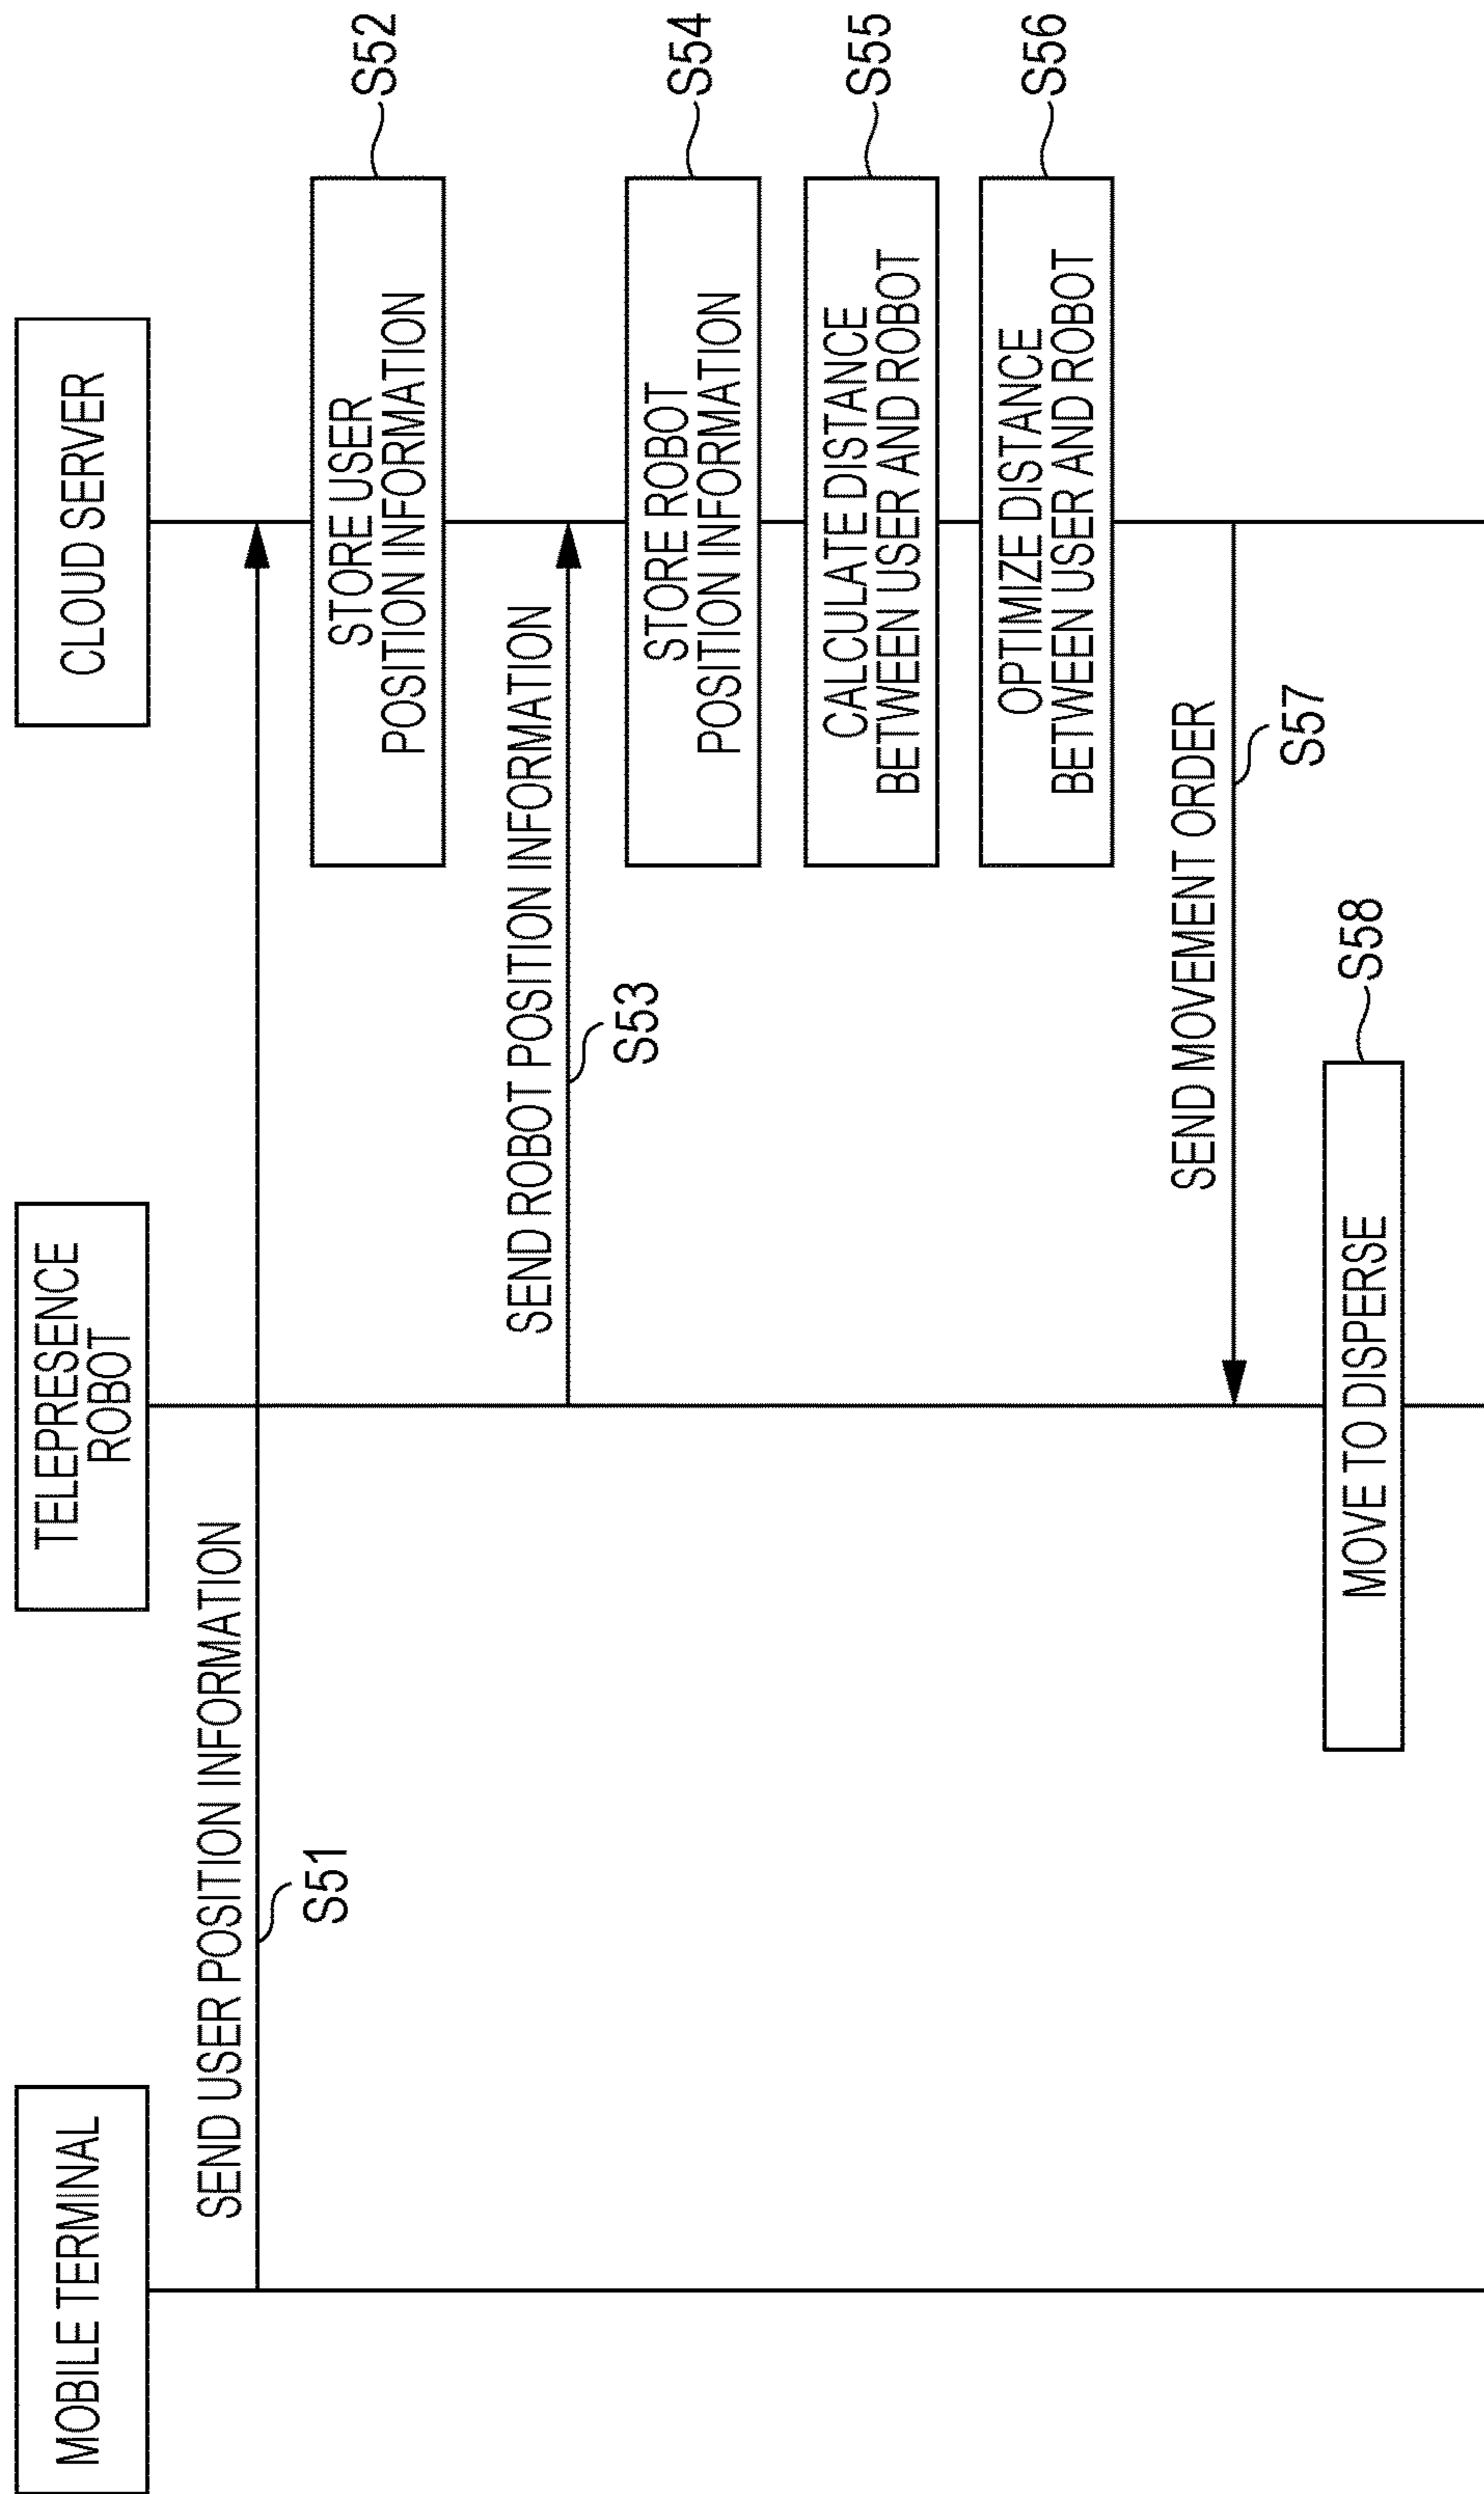 MOBILE TERMINAL
TELEPRESENCE
ROBOT
CLOUD SERVER
SEND USER POSITION INFORMATION
S51
STORE USER
POSITION INFORMATION
S52
SEND ROBOT POSITION INFORMATION
S53
STORE ROBOT
POSITION INFORMATION
S54
CALCULATE DISTANCE
BETWEEN USER AND ROBOT
S55
OPTIMIZE DISTANCE
BETWEEN USER AND ROBOT
S56
SEND MOVEMENT ORDER
S57
MOVE TO DISPERSE
S58